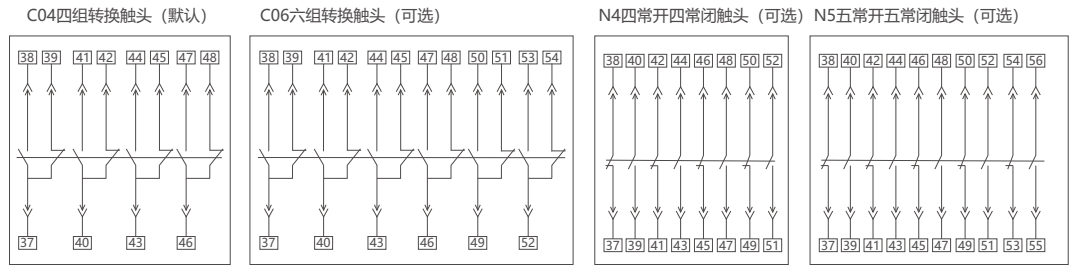 C04四组转换触头（默认）
38 39 41 42 44 45 47 48
37 40 43 46
C06六组转换触头（可选）
38 39 41 42 44 45 47 48 50 51 53 54
37 40 43 46 49 52
N4四常开四常闭触头（可选）
38 40 42 44 46 48 50 52
37 39 41 43 45 47 49 51
N5五常开五常闭触头（可选）
38 40 42 44 46 48 50 52 54 56
37 39 41 43 45 47 49 51 53 55